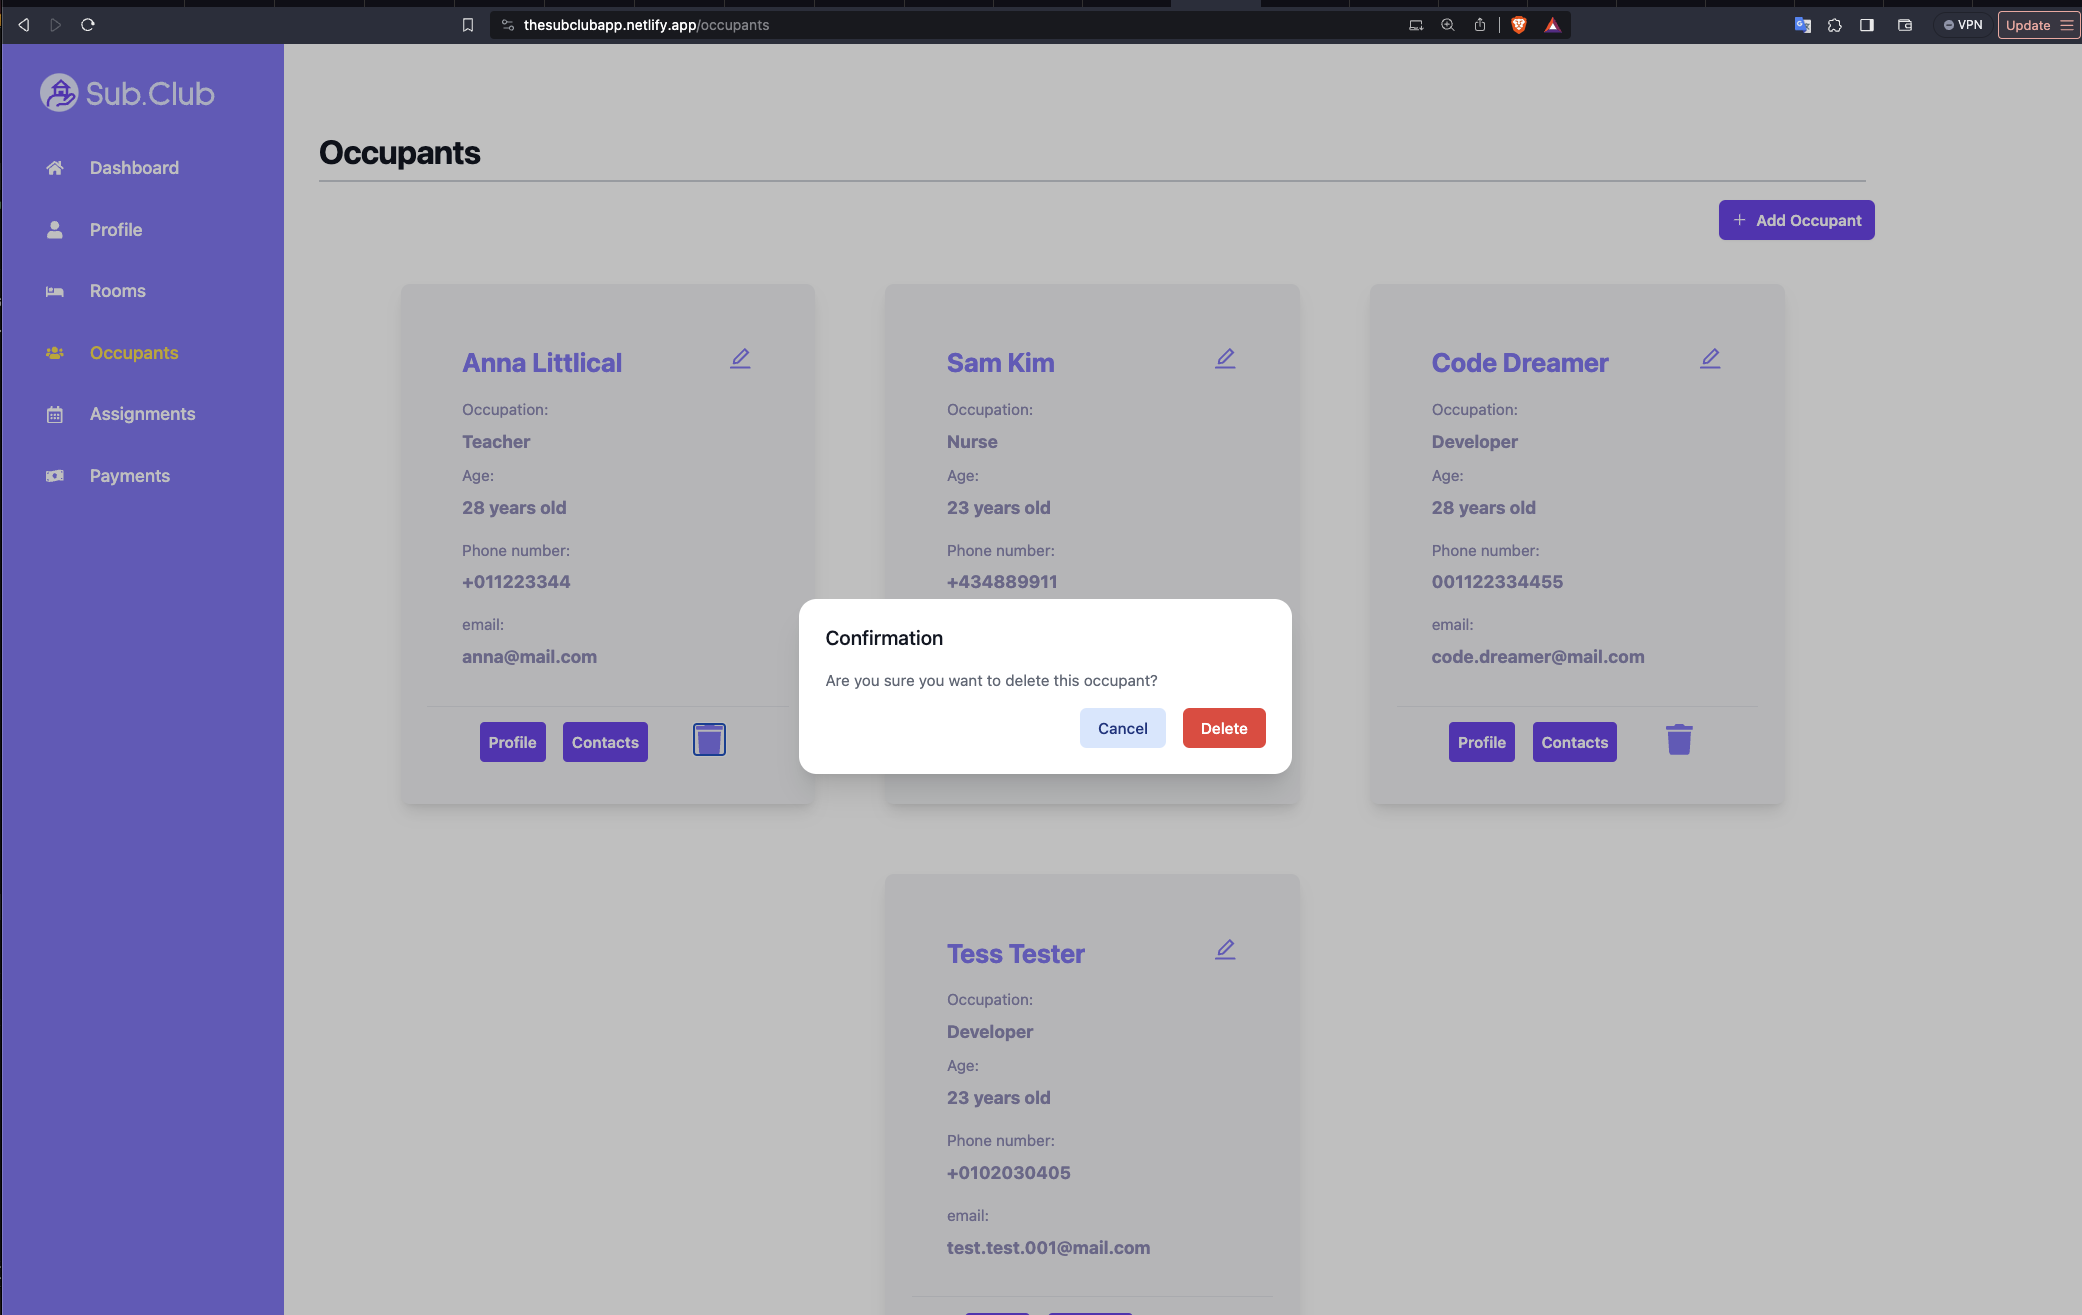 thesubclubapp.netlify.app/occupants
VPN
Update
Sub.Club
Dashboard
Profile
Rooms
Occupants
Assignments
Payments
Occupants
+ Add Occupant
Anna Littlical
Occupation:
Teacher
Age:
28 years old
Phone number:
+011223344
email:
anna@mail.com
Profile
Contacts
Sam Kim
Occupation:
Nurse
Age:
23 years old
Phone number:
+434889911
Code Dreamer
Occupation:
Developer
Age:
28 years old
Phone number:
001122334455
email:
code.dreamer@mail.com
Profile
Contacts
Confirmation
Are you sure you want to delete this occupant?
Cancel
Delete
Tess Tester
Occupation:
Developer
Age:
23 years old
Phone number:
+0102030405
email:
test.test.001@mail.com